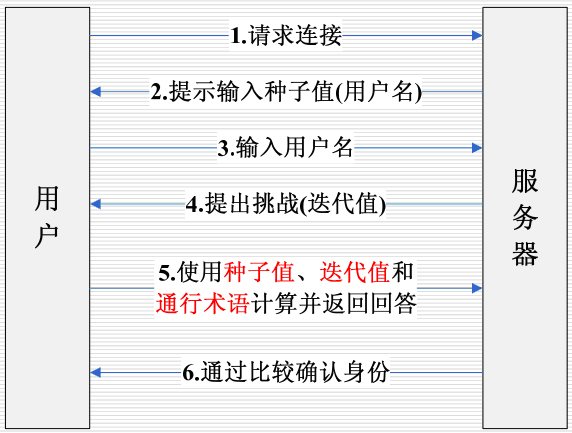 1.请求连接
2.提示输入种子值(用户名)
3.输入用户名
4.提出挑战(迭代值)
5.使用种子值、迭代值和
通行术语计算并返回回答
6.通过比较确认身份
用户
服务器